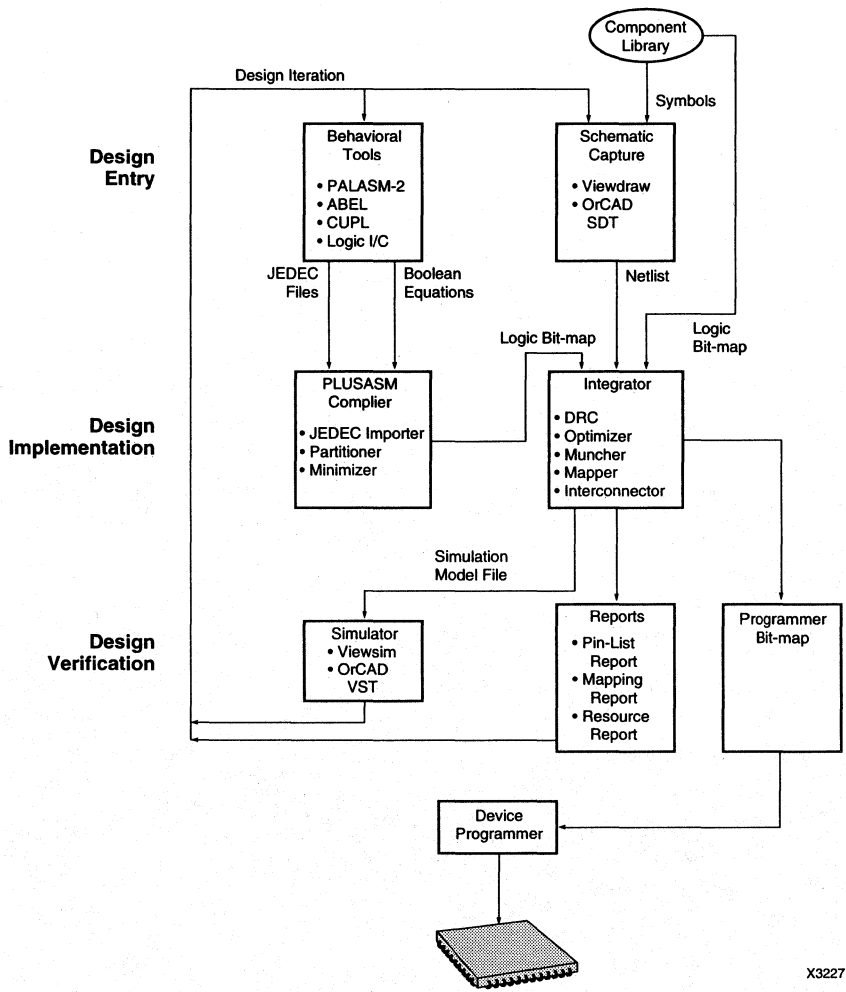 Component
Library
Design Iteration
Symbols
Design
Entry
Behavioral
Tools
• PALASM-2
• ABEL
• CUPL
• Logic I/C
Schematic
Capture
• Viewdraw
• OrCAD
SDT
JEDEC
Files
Boolean
Equations
Netlist
Logic Bit-map
Logic
Bit-map
Design
Implementation
PLUSASM
Complier
• JEDEC Importer
• Partitioner
• Minimizer
Integrator
• DRC
• Optimizer
• Muncher
• Mapper
• Interconnector
Simulation
Model File
Design
Verification
Simulator
• Viewsim
• OrCAD
VST
Reports
• Pin-List
Report
• Mapping
Report
• Resource
Report
Programmer
Bit-map
Device
Programmer
X3227